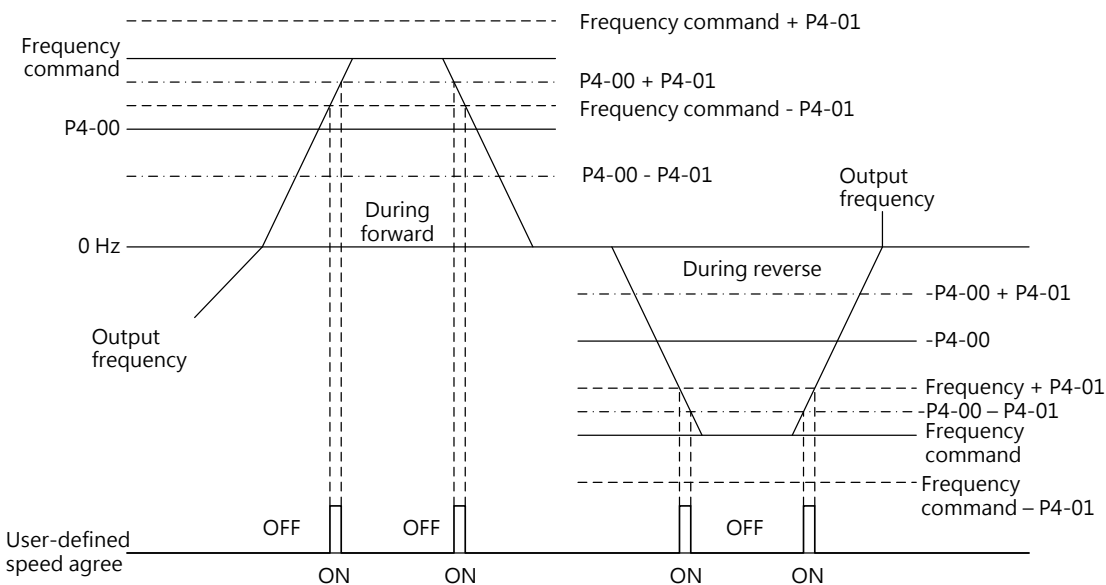 Frequency command + P4-01
Frequency
command
P4-00 + P4-01
Frequency command - P4-01
P4-00
P4-00 - P4-01
Output
frequency
During
forward
0 Hz
During reverse
-P4-00 + P4-01
Output
frequency
-P4-00
Frequency + P4-01
-P4-00 – P4-01
Frequency
command
Frequency
command – P4-01
User-defined
speed agree
OFF
OFF
OFF
ON
ON
ON
ON